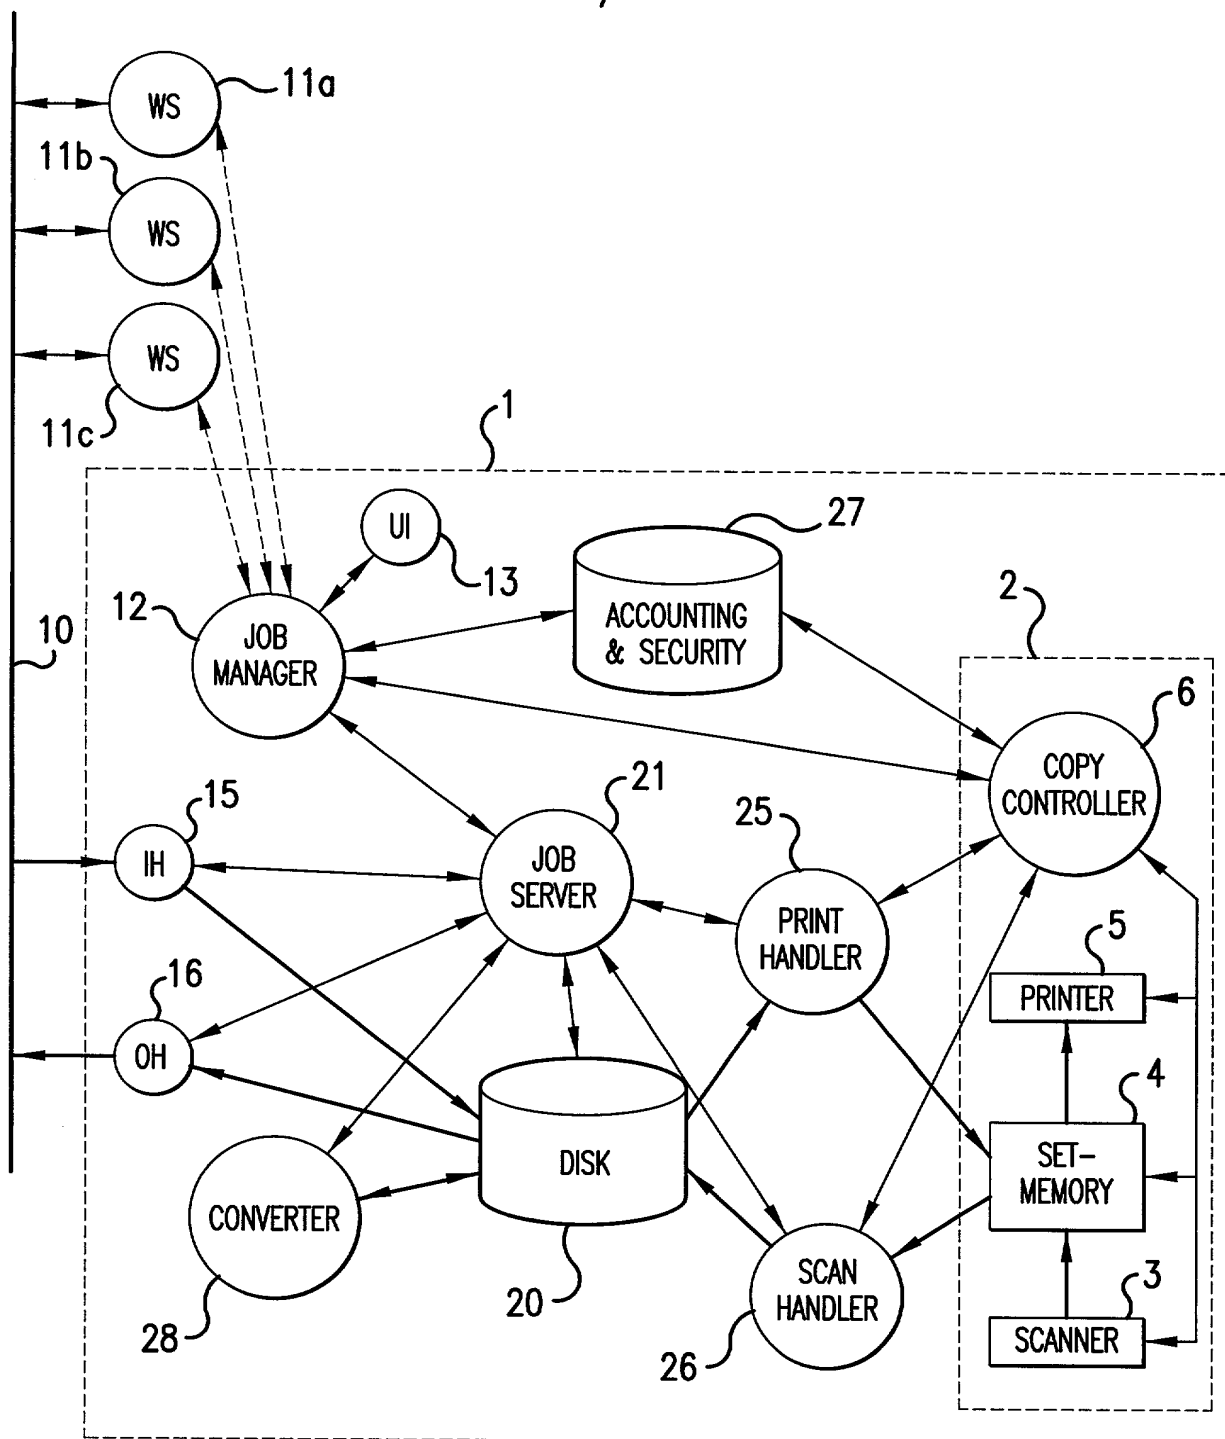 WS
11a
11b
WS
WS
11c
1
UI
13
27
ACCOUNTING
& SECURITY
12
JOB
MANAGER
10
2
6
COPY
CONTROLLER
15
IH
21
JOB
SERVER
25
PRINT
HANDLER
5
PRINTER
16
OH
4
SET-
MEMORY
DISK
20
CONVERTER
28
SCAN
HANDLER
26
3
SCANNER